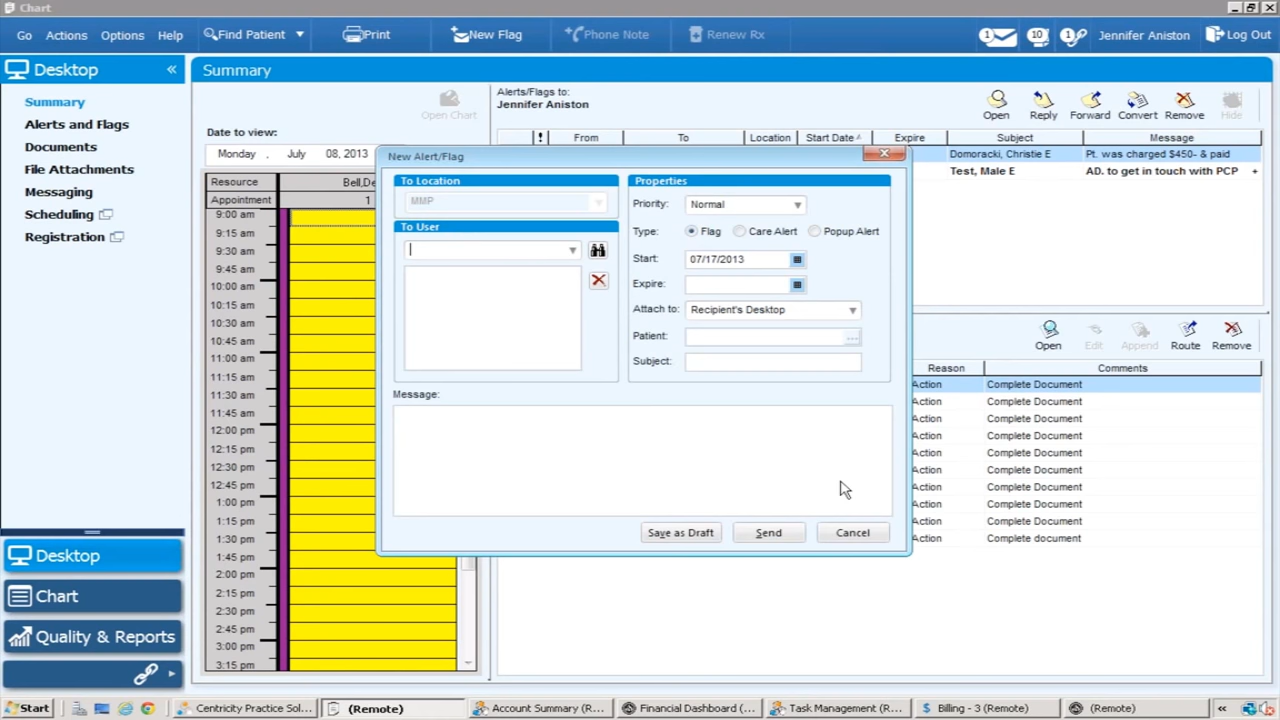 Chart
Go Actions Options Help Find Patient Print New Flag Phone Note Renew Rx 1 10 1 Jennifer Aniston Log Out
Desktop «
Summary
Alerts and Flags
Documents
File Attachments
Messaging
Scheduling
Registration
Desktop
Chart
Quality & Reports
Summary
Open Chart
Date to view:
Monday , July 08, 2013
Resource Bell,De
Appointment 1
9:00 am
9:15 am
9:30 am
9:45 am
10:00 am
10:15 am
10:30 am
10:45 am
11:00 am
11:15 am
11:30 am
11:45 am
12:00 pm
12:15 pm
12:30 pm
12:45 pm
1:00 pm
1:15 pm
1:30 pm
1:45 pm
2:00 pm
2:15 pm
2:30 pm
2:45 pm
3:00 pm
3:15 pm
Alerts/Flags to:
Jennifer Aniston
Open Reply Forward Convert Remove Hide
! From To Location Start Date Expire Subject Message
Domoracki, Christie E Pt. was charged $450- & paid
Test, Male E AD. to get in touch with PCP +
New Alert/Flag
To Location
MMP
To User
Properties
Priority: Normal
Type: Flag Care Alert Popup Alert
Start: 07/17/2013
Expire:
Attach to: Recipient's Desktop
Patient: ...
Subject:
Message:
Save as Draft Send Cancel
Open Edit Append Route Remove
Reason Comments
Action Complete Document
Action Complete Document
Action Complete Document
Action Complete Document
Action Complete Document
Action Complete Document
Action Complete Document
Action Complete Document
Action Complete Document
Action Complete document
Start Centricity Practice Sol... (Remote) Account Summary (R... Financial Dashboard (... Task Management (R... $ Billing - 3 (Remote) (Remote) «